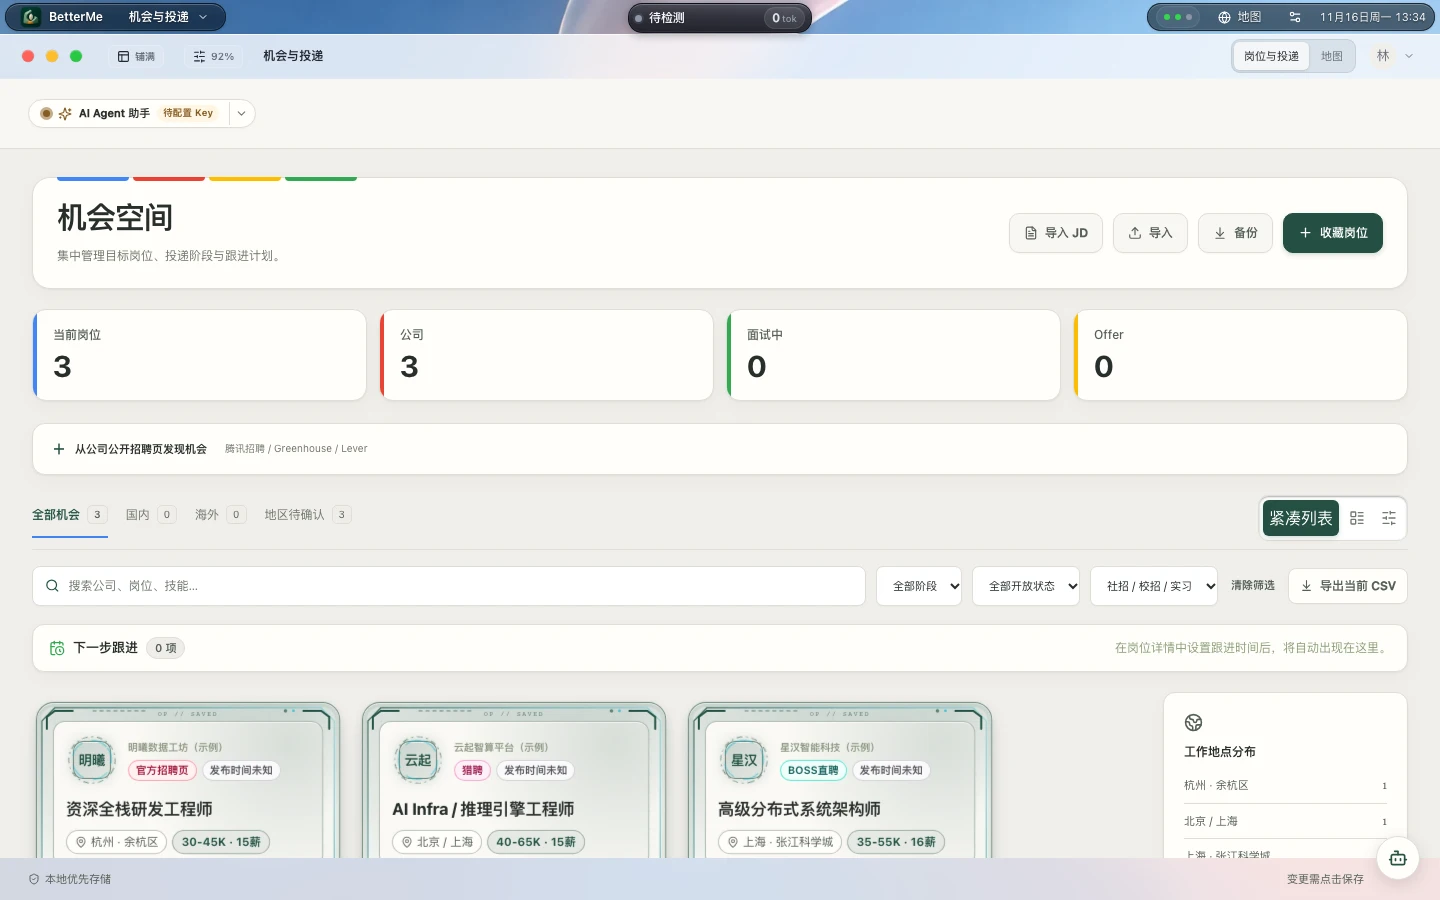 BetterMe 机会与投递
待检测 0 tok
地图 11月16日周一 13:34
铺满 92% 机会与投递
岗位与投递 地图 林
AI Agent 助手 待配置 Key
机会空间
集中管理目标岗位、投递阶段与跟进计划。
导入 JD 导入 备份 收藏岗位
当前岗位 公司 面试中 Offer
3 3 0 0
从公司公开招聘页发现机会 腾讯招聘 / Greenhouse / Lever
全部机会 3 国内 0 海外 0 地区待确认 3
紧凑列表
搜索公司、岗位、技能... 全部阶段 全部开放状态 社招 / 校招 / 实习 清除筛选 导出当前 CSV
下一步跟进 0 项 在岗位详情中设置跟进时间后，将自动出现在这里。
OP // SAVED
明曦
明曦数据工坊（示例）
官方招聘页 发布时间未知
资深全栈研发工程师
杭州 · 余杭区 30-45K · 15薪
OP // SAVED
云起
云起智算平台（示例）
猎聘 发布时间未知
AI Infra / 推理引擎工程师
北京 / 上海 40-65K · 15薪
OP // SAVED
星汉
星汉智能科技（示例）
BOSS直聘 发布时间未知
高级分布式系统架构师
上海 · 张江科学城 35-55K · 16薪
工作地点分布
杭州 · 余杭区 1
北京 / 上海 1
上海 · 张江科学城
本地优先存储 变更需点击保存